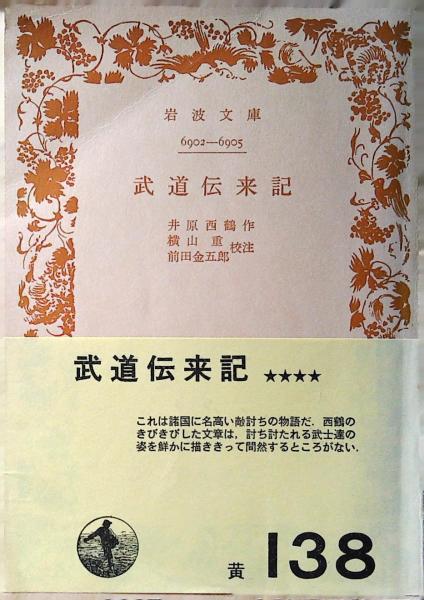 岩波文庫
6902—6905
武道伝来記
井原西鶴作
横山重
前田金五郎
校注
武道伝来記 ★★★★
これは諸国に名高い敵討ちの物語だ．西鶴の
きびきびした文章は，討ち討たれる武士達の
姿を鮮かに描ききって間然するところがない．
黄 138